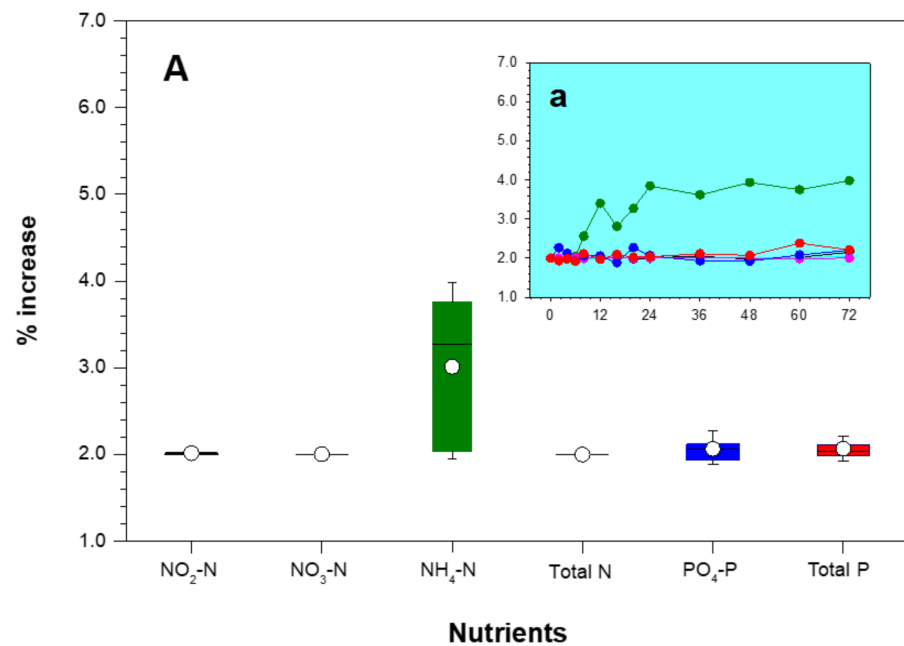 7.0
6.0
5.0
4.0
3.0
2.0
1.0
% increase
A
a
7.0
6.0
5.0
4.0
3.0
2.0
1.0
0 12 24 36 48 60 72
NO₂-N NO₃-N NH₄-N Total N PO₄-P Total P
Nutrients